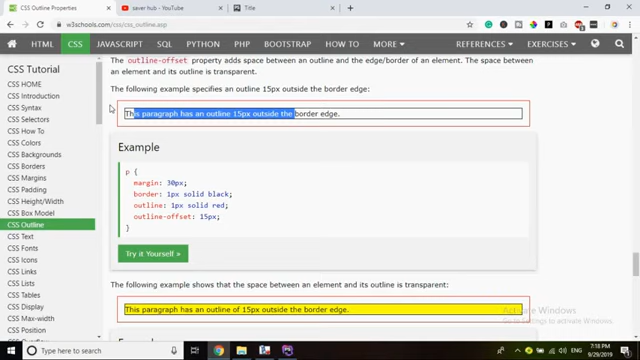 CSS Outline Properties
saver hub - YouTube
Title
w3schools.com/css/css_outline.asp
HTML CSS JAVASCRIPT SQL PYTHON PHP BOOTSTRAP HOW TO MORE REFERENCES EXERCISES
CSS Tutorial
CSS HOME
CSS Introduction
CSS Syntax
CSS Selectors
CSS How To
CSS Colors
CSS Backgrounds
CSS Borders
CSS Margins
CSS Padding
CSS Height/Width
CSS Box Model
CSS Outline
CSS Text
CSS Fonts
CSS Icons
CSS Links
CSS Lists
CSS Tables
CSS Display
CSS Max-width
CSS Position
The outline-offset property adds space between an outline and the edge/border of an element. The space between
an element and its outline is transparent.
The following example specifies an outline 15px outside the border edge:
This paragraph has an outline 15px outside the border edge.
Example
p {
margin: 30px;
border: 1px solid black;
outline: 1px solid red;
outline-offset: 15px;
}
Try it Yourself »
The following example shows that the space between an element and its outline is transparent:
This paragraph has an outline of 15px outside the border edge.
Activate Windows
Go to Settings to activate Windows.
Type here to search
ENG
7:18 PM
9/29/2019